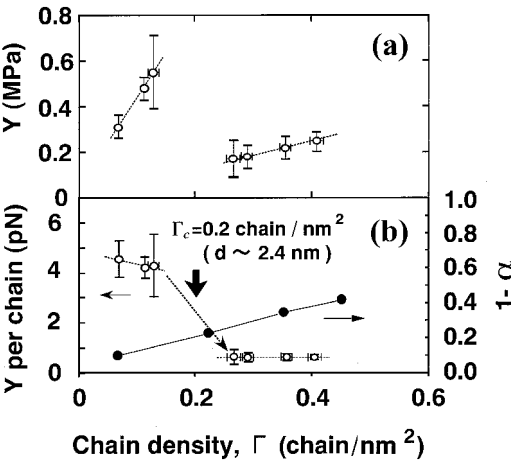 0.8
0.6
0.4
0.2
0
Y (MPa)
(a)
6
4
2
0
Y per chain (pN)
Γc=0.2 chain / nm²
( d ~ 2.4 nm )
(b)
1.0
0.8
0.6
0.4
0.2
0.0
1- α
0
0.2
0.4
0.6
Chain density, Γ (chain/nm²)